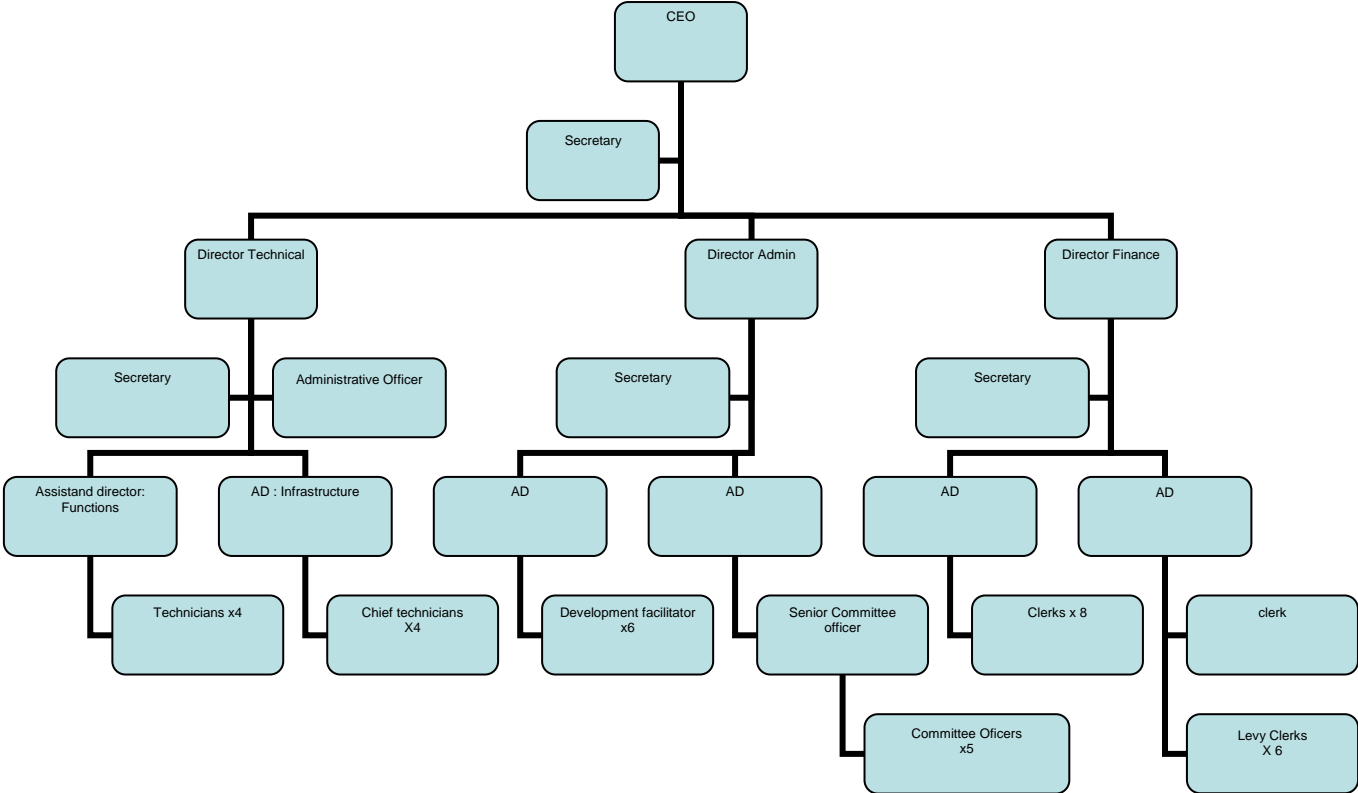 CEO
Secretary
Director Technical
Director Admin
Director Finance
Secretary
Administrative Officer
Secretary
Secretary
Assistand director:
Functions
AD : Infrastructure
AD
AD
AD
AD
Technicians x4
Chief technicians
X4
Development facilitator
x6
Senior Committee
officer
Clerks x 8
clerk
Committee Oficers
x5
Levy Clerks
X 6